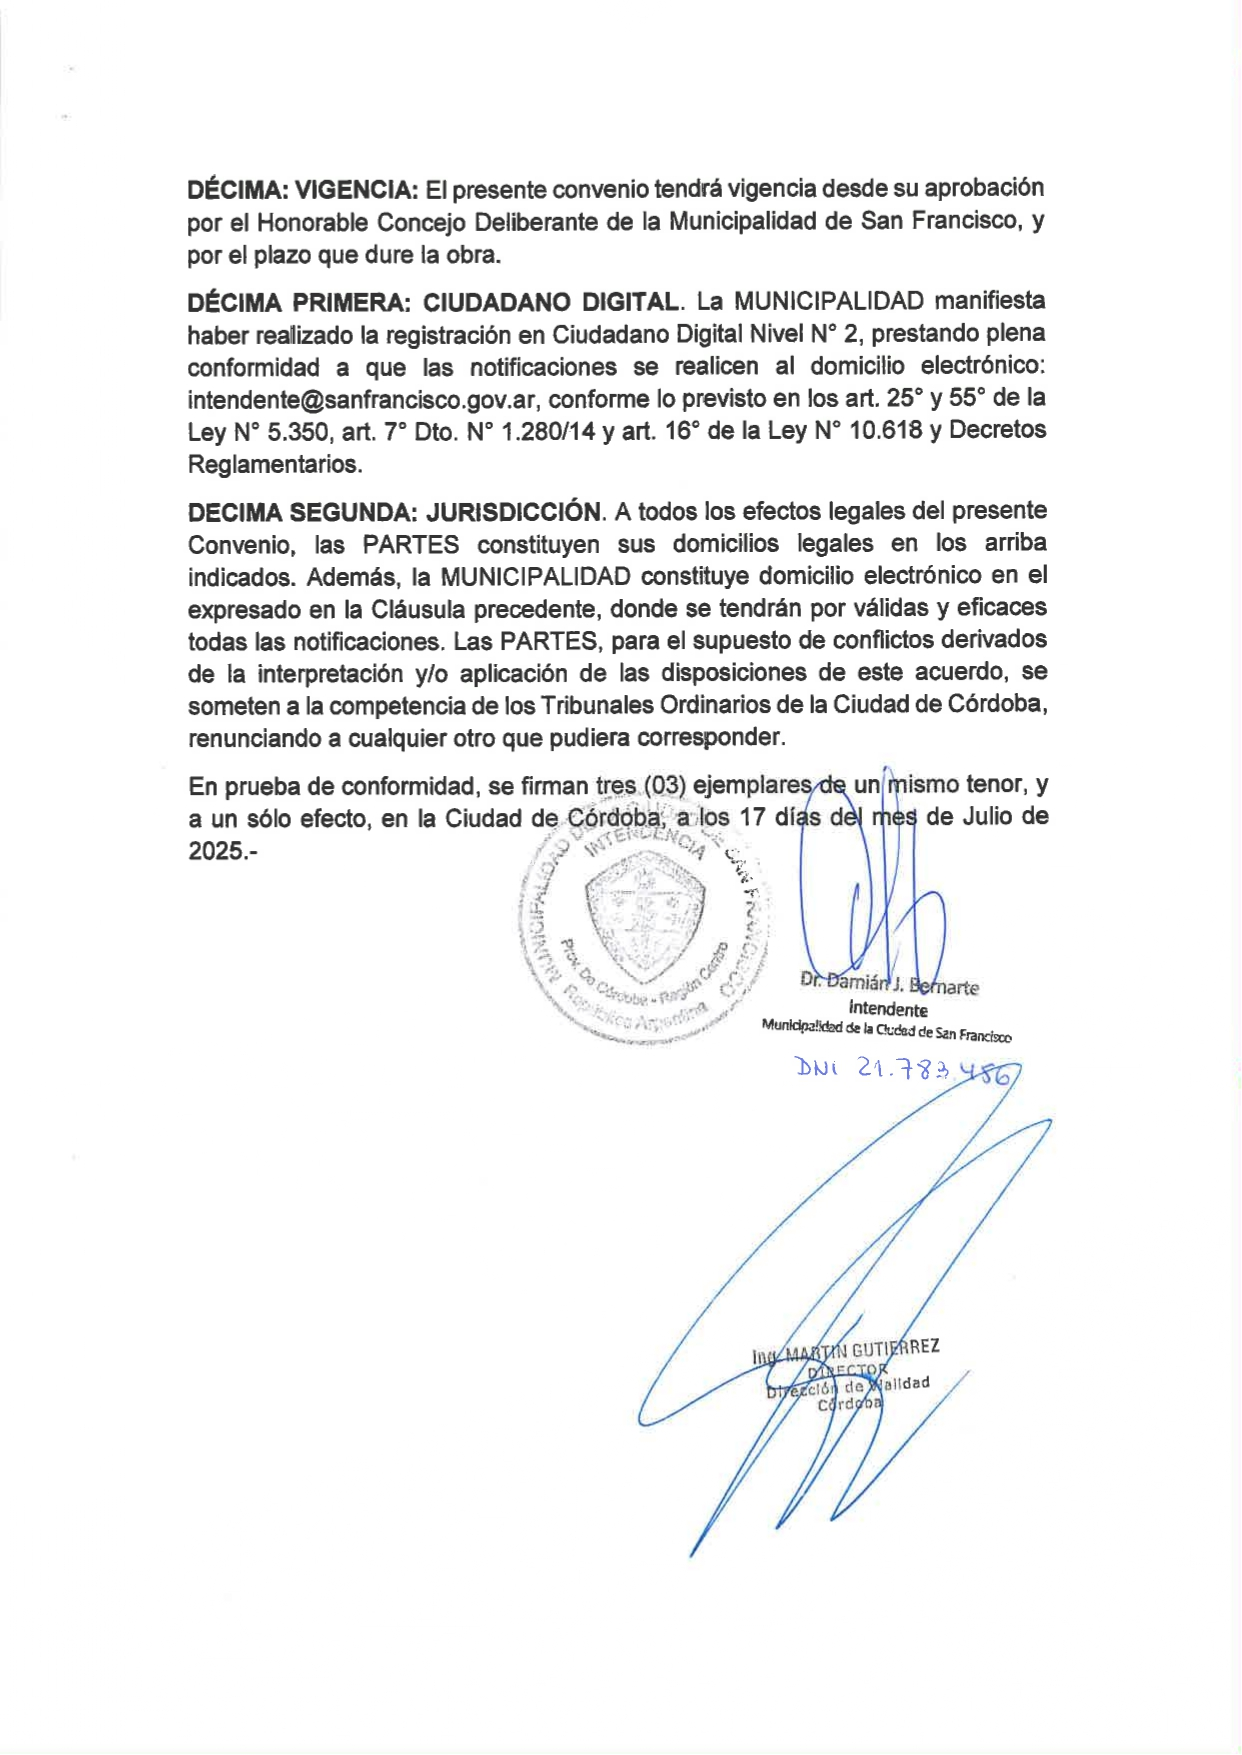 DÉCIMA: VIGENCIA: El presente convenio tendrá vigencia desde su aprobación
por el Honorable Concejo Deliberante de la Municipalidad de San Francisco, y
por el plazo que dure la obra.
DÉCIMA PRIMERA: CIUDADANO DIGITAL. La MUNICIPALIDAD manifiesta
haber realizado la registración en Ciudadano Digital Nivel N° 2, prestando plena
conformidad a que las notificaciones se realicen al domicilio electrónico:
intendente@sanfrancisco.gov.ar, conforme lo previsto en los art. 25° y 55° de la
Ley N° 5.350, art. 7° Dto. N° 1.280/14 y art. 16° de la Ley N° 10.618 y Decretos
Reglamentarios.
DECIMA SEGUNDA: JURISDICCIÓN. A todos los efectos legales del presente
Convenio, las PARTES constituyen sus domicilios legales en los arriba
indicados. Además, la MUNICIPALIDAD constituye domicilio electrónico en el
expresado en la Cláusula precedente, donde se tendrán por válidas y eficaces
todas las notificaciones. Las PARTES, para el supuesto de conflictos derivados
de la interpretación y/o aplicación de las disposiciones de este acuerdo, se
someten a la competencia de los Tribunales Ordinarios de la Ciudad de Córdoba,
renunciando a cualquier otro que pudiera corresponder.
En prueba de conformidad, se firman tres (03) ejemplares de un mismo tenor, y
a un sólo efecto, en la Ciudad de Córdoba, a los 17 días del mes de Julio de
2025.-
MUNICIPALIDAD DE LA CIUDAD DE SAN FRANCISCO
INTENDENCIA
Prov. De Córdoba - Región Centro
República Argentina
Dr. Damián J. Bernarte
Intendente
Municipalidad de la Ciudad de San Francisco
DNI 21.783.486
Ing. MARTIN GUTIERREZ
DIRECTOR
Dirección de Vialidad
Córdoba